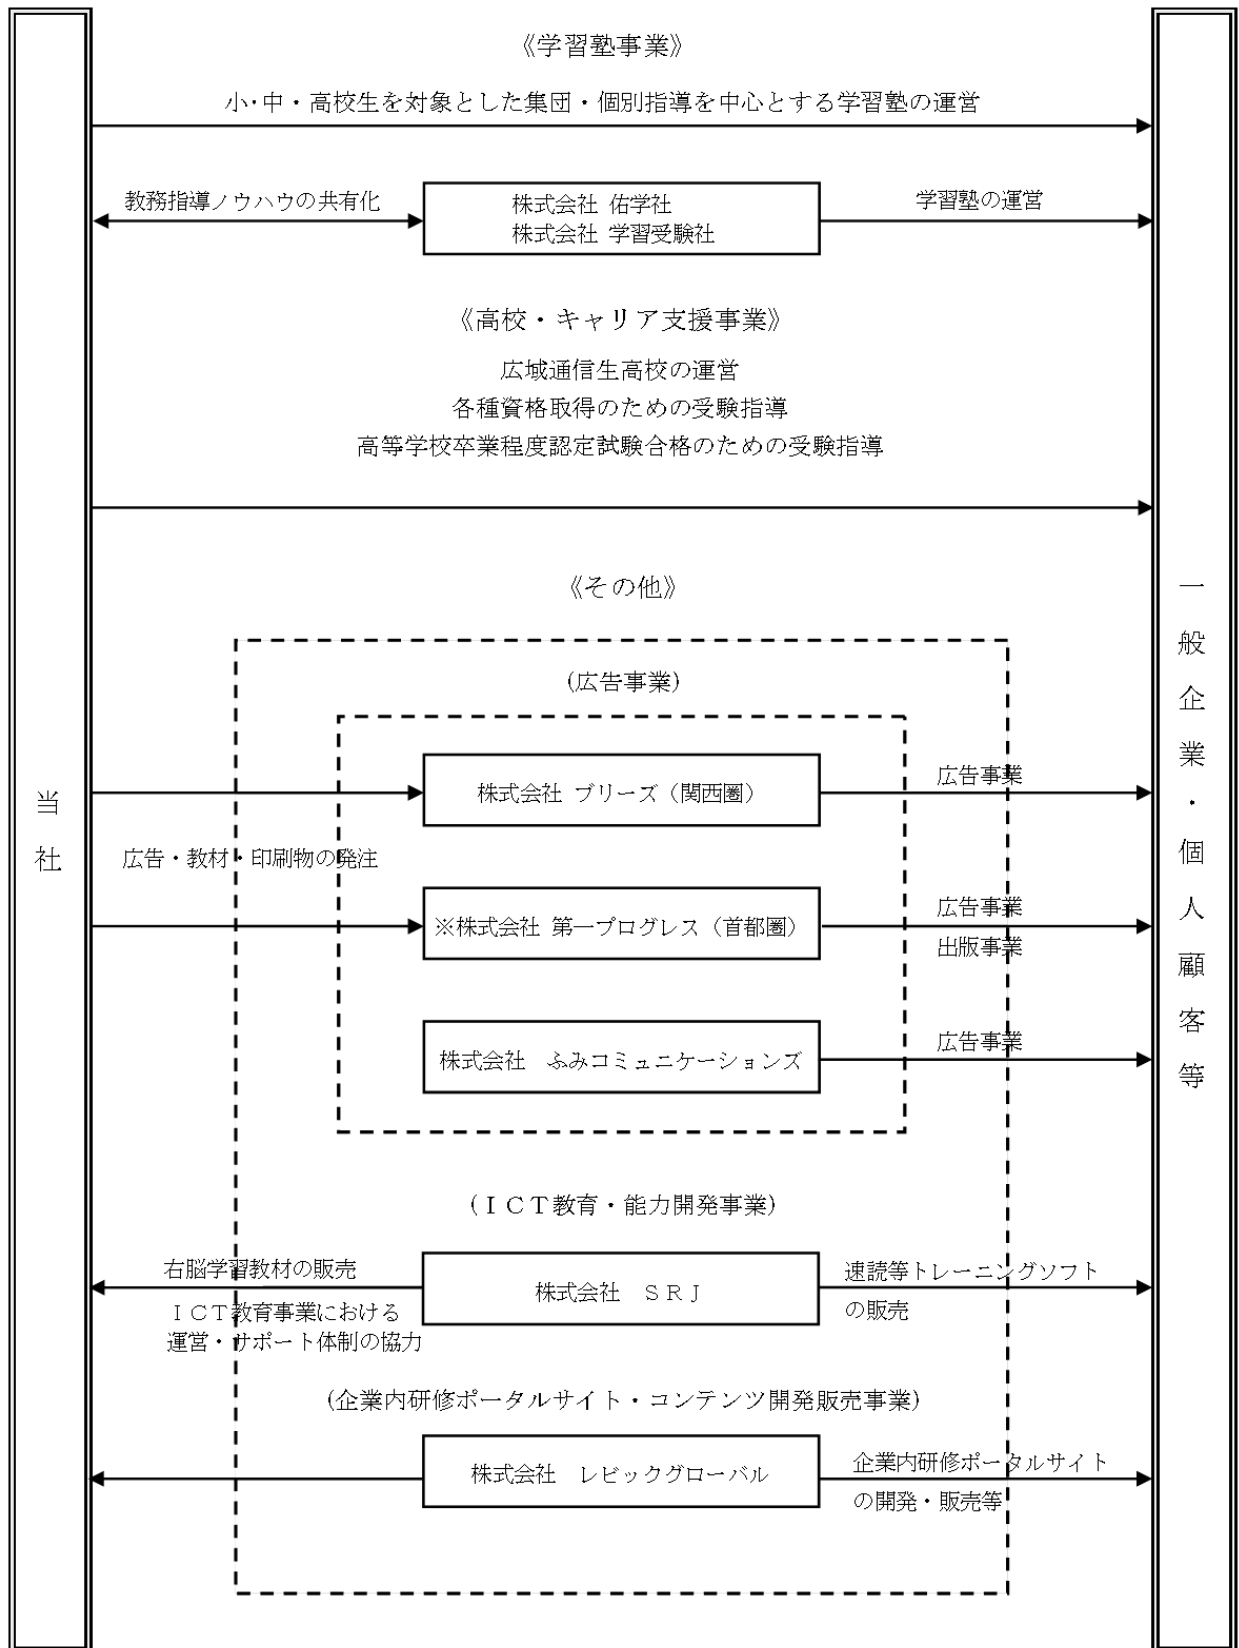 《学習塾事業》
小・中・高校生を対象とした集団・個別指導を中心とする学習塾の運営
教務指導ノウハウの共有化
株式会社 佑学社
株式会社 学習受験社
学習塾の運営
《高校・キャリア支援事業》
広域通信生高校の運営
各種資格取得のための受験指導
高等学校卒業程度認定試験合格のための受験指導
《その他》
(広告事業)
株式会社 ブリーズ（関西圏）
広告事業
当社
広告・教材・印刷物の発注
※株式会社 第一プログレス（首都圏）
広告事業
出版事業
株式会社　ふみコミュニケーションズ
広告事業
一般企業・個人顧客等
(ＩＣＴ教育・能力開発事業)
右脳学習教材の販売
ＩＣＴ教育事業における
運営・サポート体制の協力
株式会社　ＳＲＪ
速読等トレーニングソフト
の販売
(企業内研修ポータルサイト・コンテンツ開発販売事業)
株式会社　レビックグローバル
企業内研修ポータルサイト
の開発・販売等